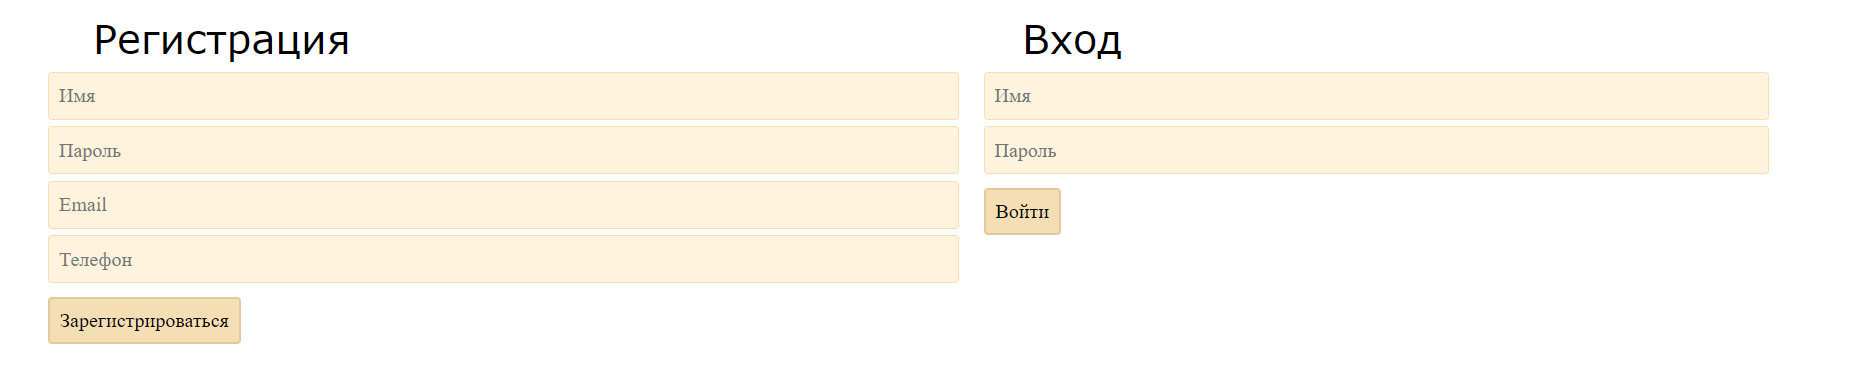 Регистрация
Имя
Пароль
Email
Телефон
Зарегистрироваться
Вход
Имя
Пароль
Войти